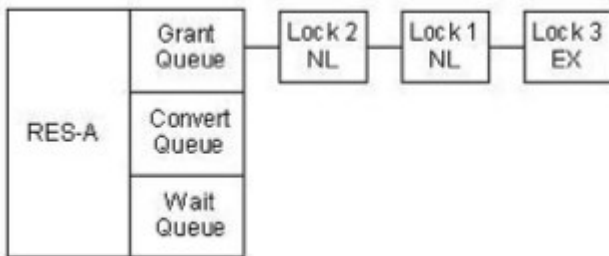 RES-A
Grant
Queue
Lock 2
NL
Lock 1
NL
Lock 3
EX
Convert
Queue
Wait
Queue